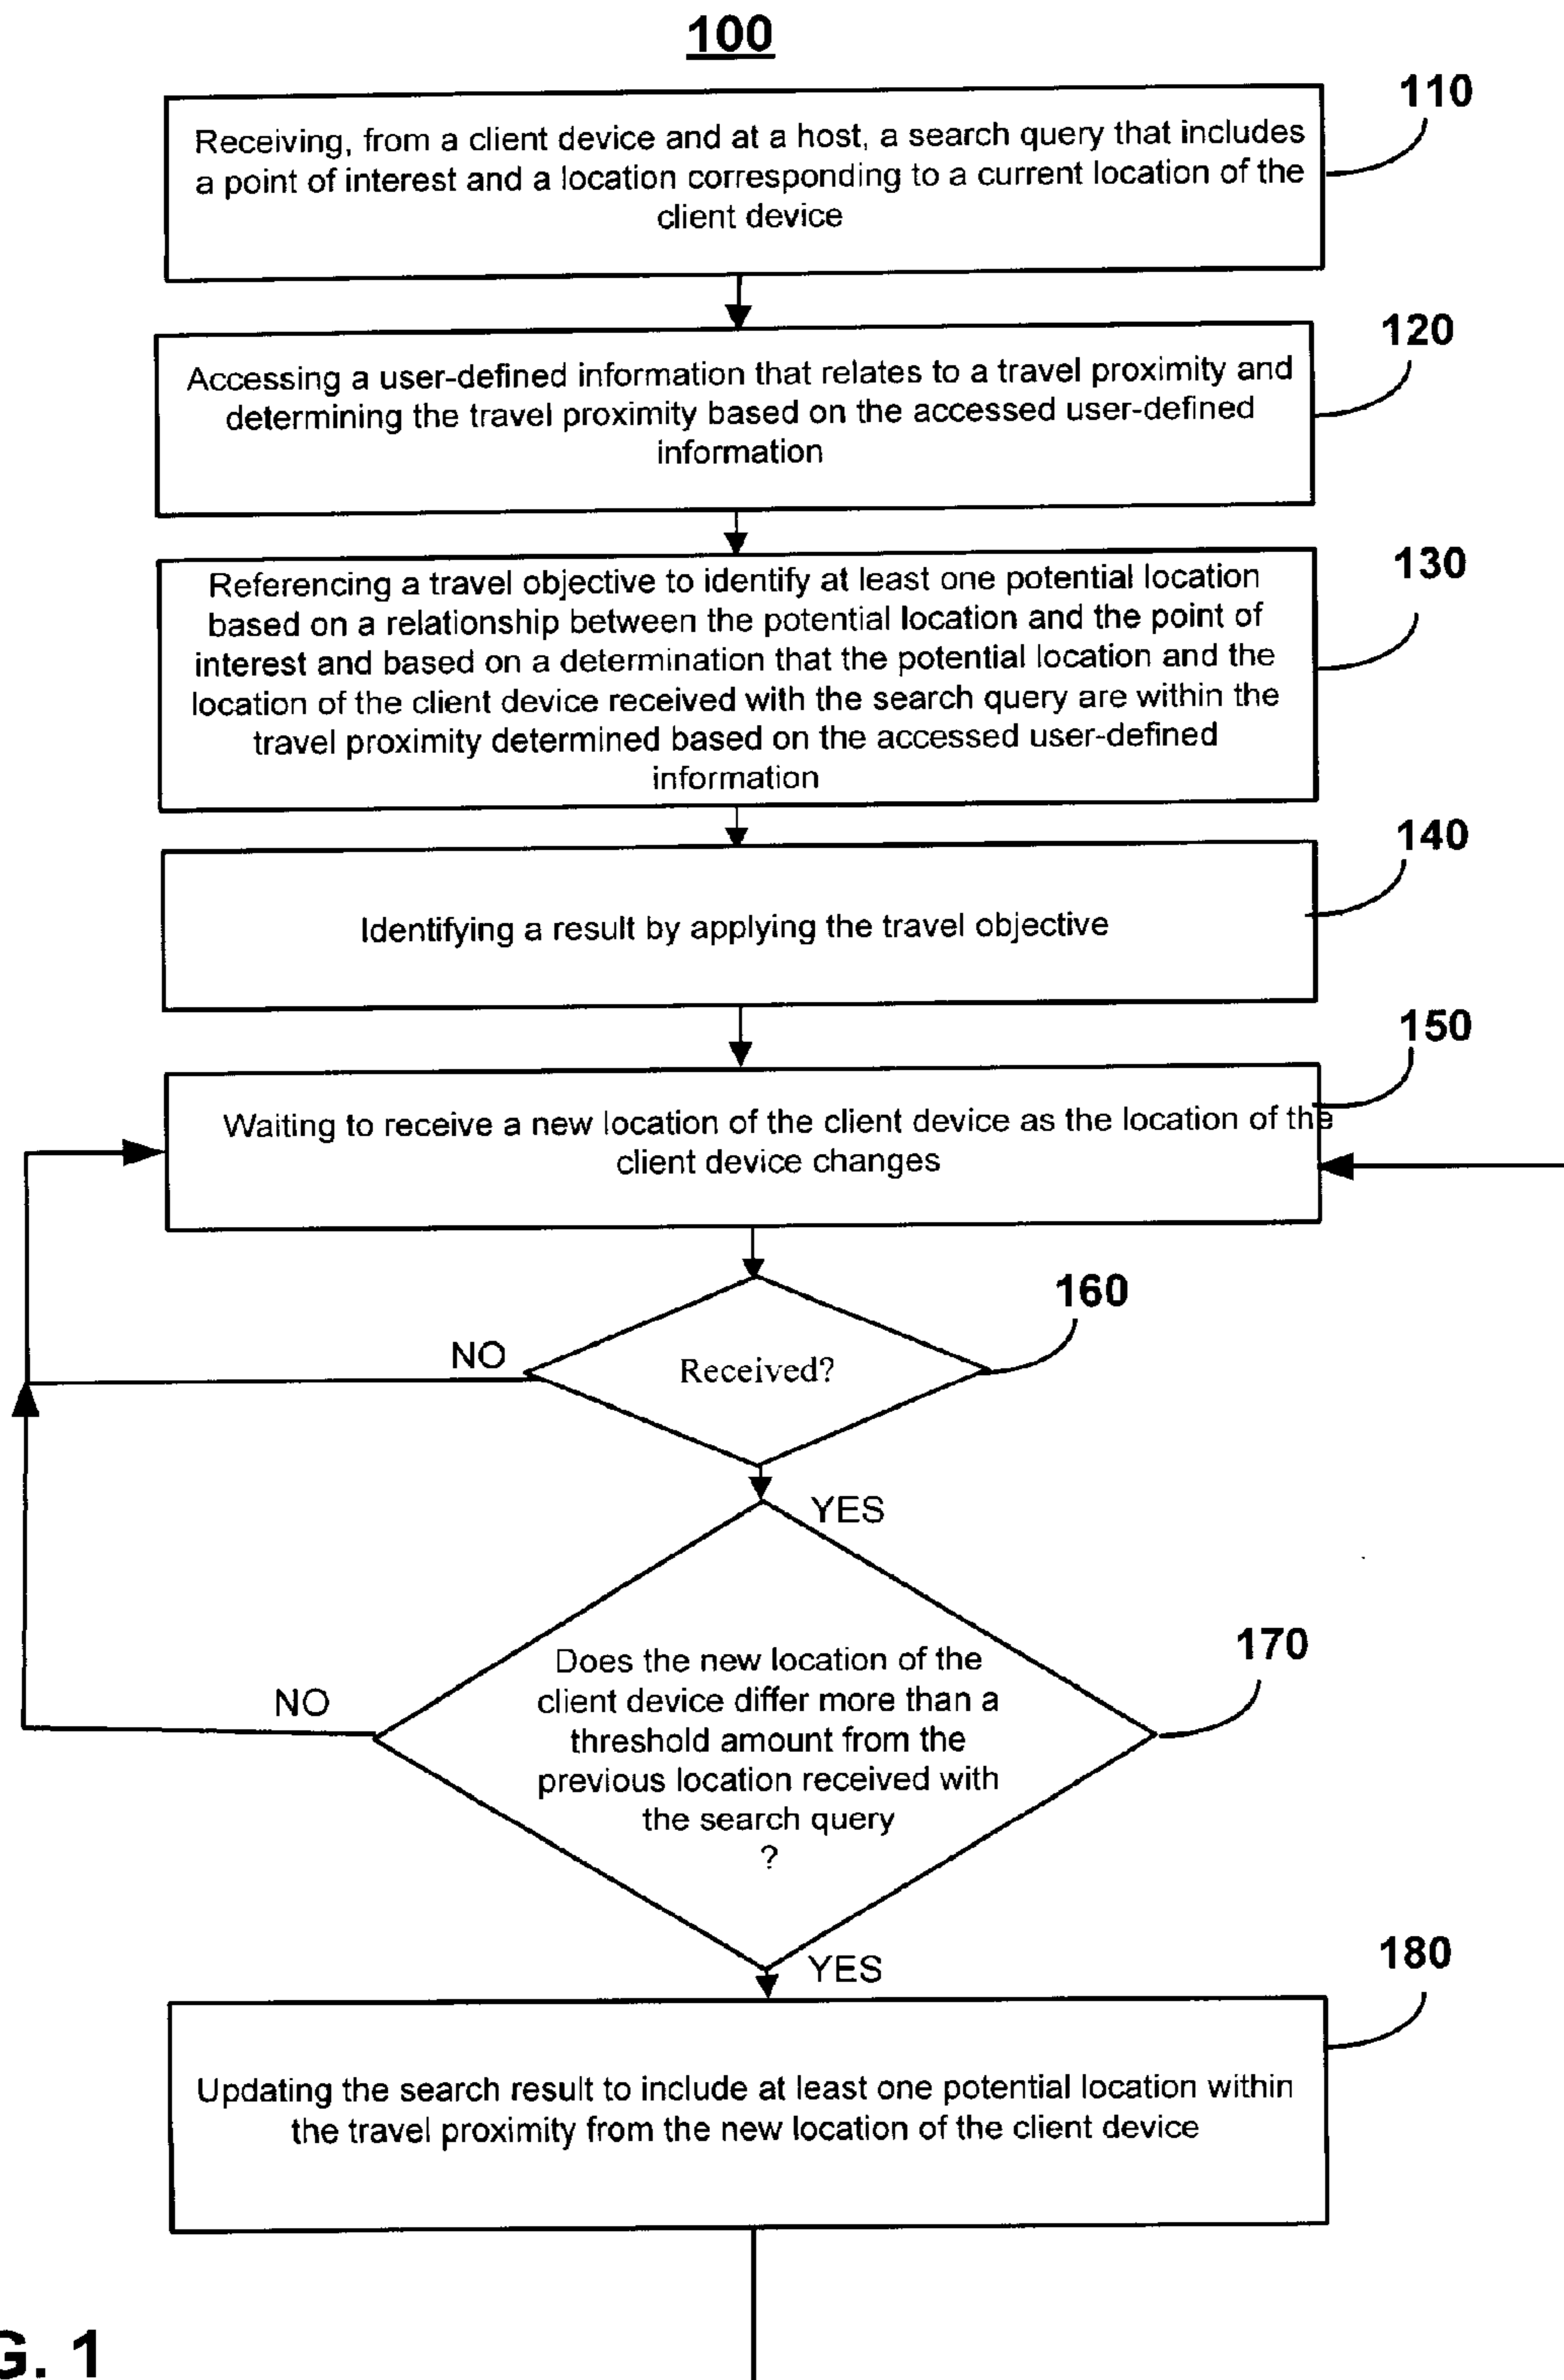 100
110
Receiving, from a client device and at a host, a search query that includes
a point of interest and a location corresponding to a current location of the
client device
120
Accessing a user-defined information that relates to a travel proximity and
determining the travel proximity based on the accessed user-defined
information
130
Referencing a travel objective to identify at least one potential location
based on a relationship between the potential location and the point of
interest and based on a determination that the potential location and the
location of the client device received with the search query are within the
travel proximity determined based on the accessed user-defined
information
140
Identifying a result by applying the travel objective
150
Waiting to receive a new location of the client device as the location of the
client device changes
160
NO
Received?
YES
170
Does the new location of the
client device differ more than a
threshold amount from the
previous location received with
the search query
?
NO
YES
180
Updating the search result to include at least one potential location within
the travel proximity from the new location of the client device
G. 1